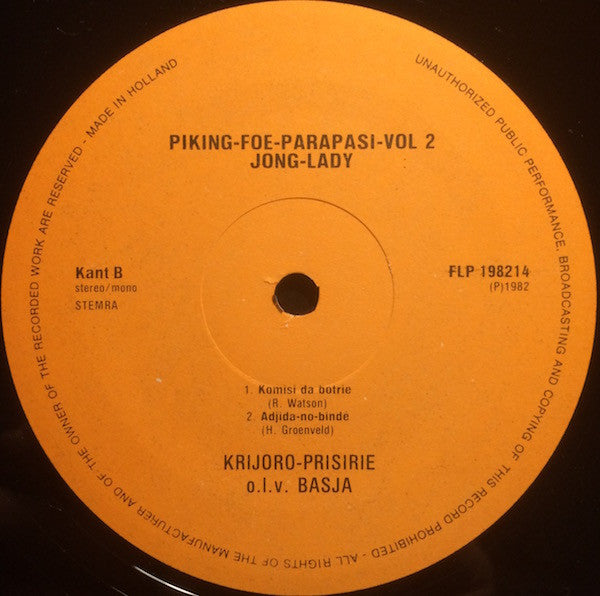 PIKING-FOE-PARAPASI-VOL 2
JONG-LADY
Kant B
stereo/mono
STEMRA
FLP 198214
(P)1982
1. Komisi da botrie
(R. Watson)
2. Adjida-no-binde
(H. Groenveld)
KRIJORO-PRISIRIE
o.l.v. BASJA
UNAUTHORIZED PUBLIC PERFORMANCE, BROADCASTING AND COPYING OF THIS RECORD PROHIBITED - ALL RIGHTS OF THE MANUFACTURER AND OF THE OWNER OF THE RECORDED WORK ARE RESERVED - MADE IN HOLLAND